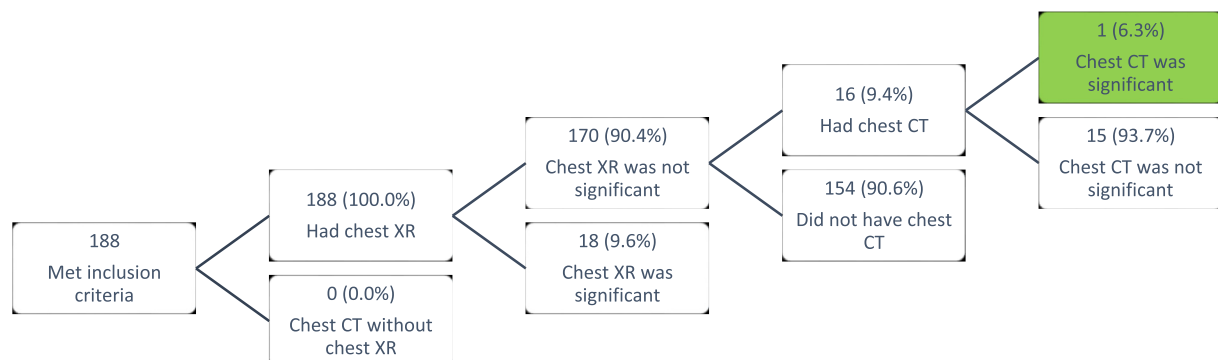 188
Met inclusion
criteria
188 (100.0%)
Had chest XR
0 (0.0%)
Chest CT without
chest XR
170 (90.4%)
Chest XR was not
significant
18 (9.6%)
Chest XR was
significant
16 (9.4%)
Had chest CT
154 (90.6%)
Did not have chest
CT
1 (6.3%)
Chest CT was
significant
15 (93.7%)
Chest CT was not
significant